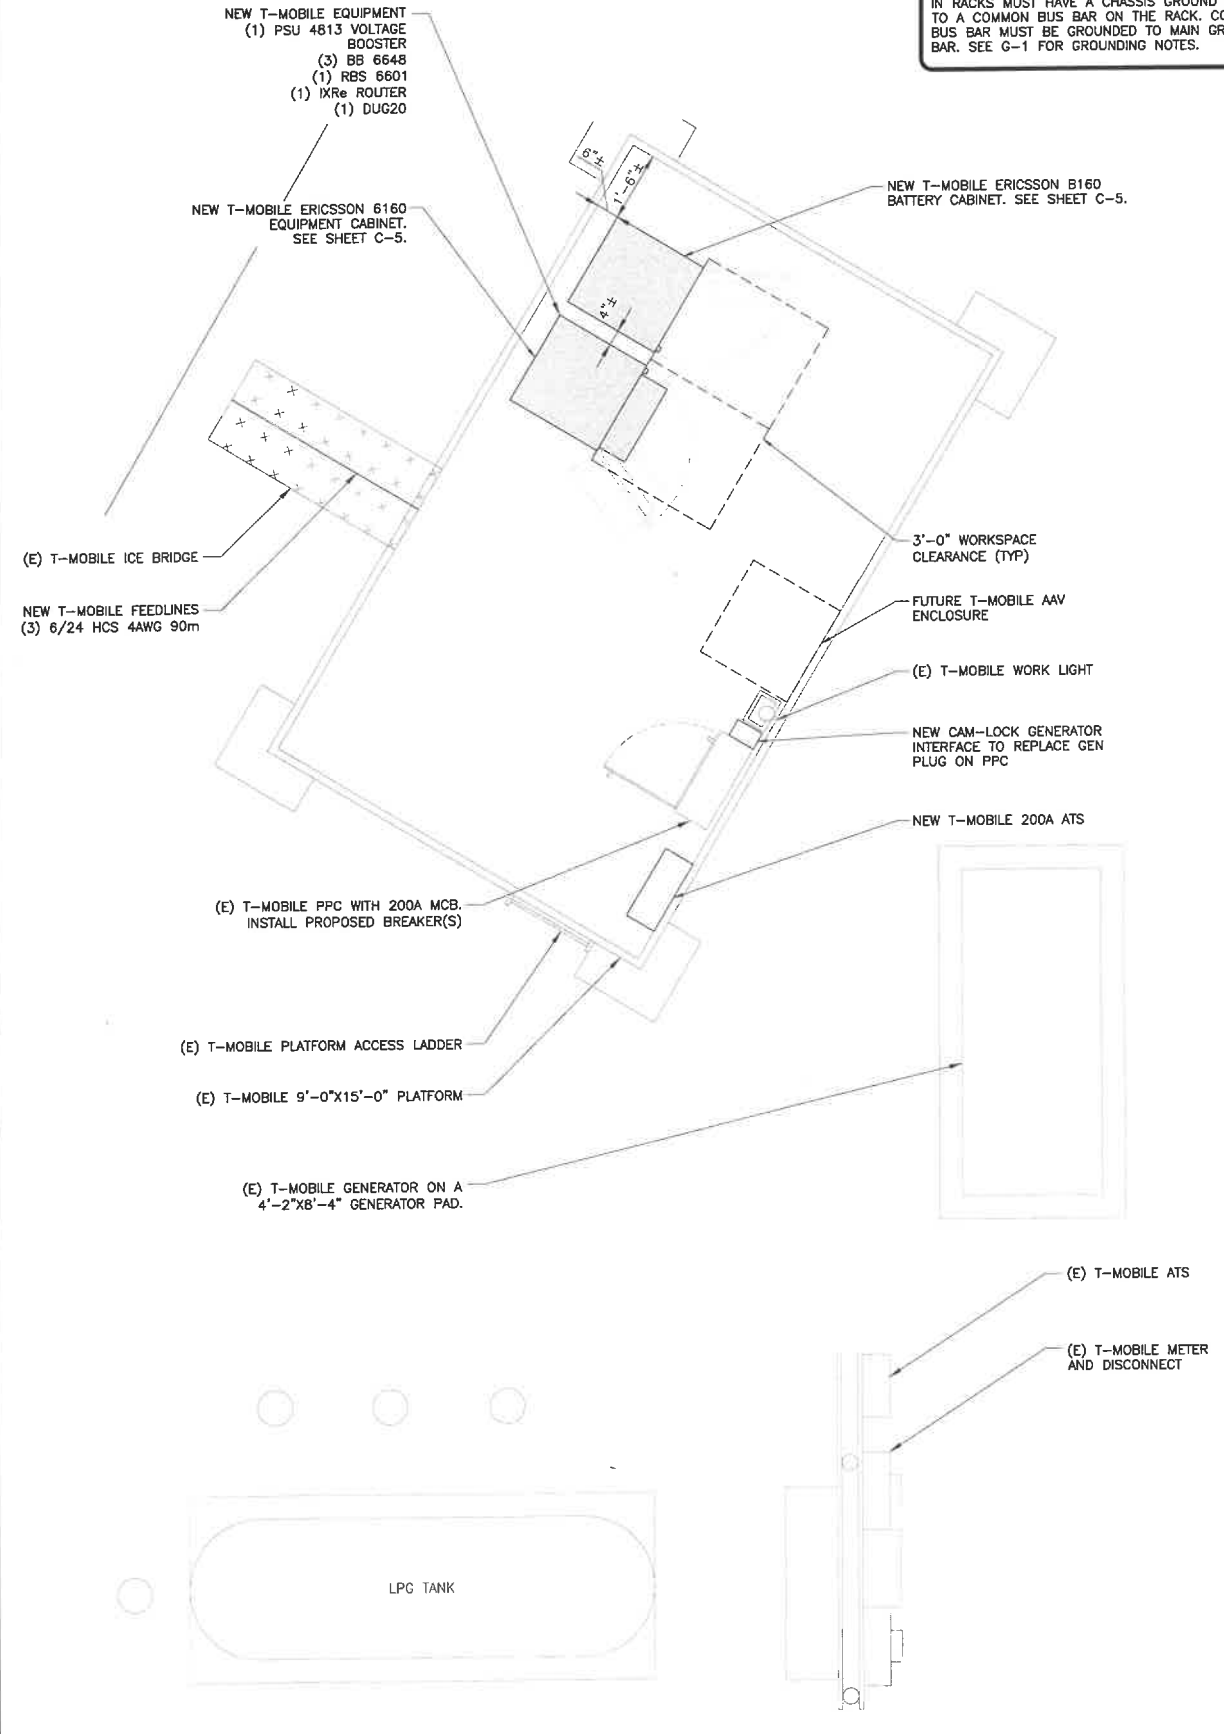 IN RACKS MUST HAVE A CHASSIS GROUND
TO A COMMON BUS BAR ON THE RACK.
BUS BAR MUST BE GROUNDED TO MAIN
BAR. SEE G-1 FOR GROUNDING NOTES.
NEW T-MOBILE EQUIPMENT
(1) PSU 4813 VOLTAGE
BOOSTER
(3) BB 6648
(1) RBS 6601
(1) IXRe ROUTER
(1) DUG20
6"±
1'-6"±
NEW T-MOBILE ERICSSON B160
BATTERY CABINET. SEE SHEET C-5.
NEW T-MOBILE ERICSSON 6160
EQUIPMENT CABINET.
SEE SHEET C-5.
4"±
(E) T-MOBILE ICE BRIDGE
3'-0" WORKSPACE
CLEARANCE (TYP)
NEW T-MOBILE FEEDLINES
(3) 6/24 HCS 4AWG 90m
FUTURE T-MOBILE AAV
ENCLOSURE
(E) T-MOBILE WORK LIGHT
NEW CAM-LOCK GENERATOR
INTERFACE TO REPLACE GEN
PLUG ON PPC
NEW T-MOBILE 200A ATS
(E) T-MOBILE PPC WITH 200A MCB.
INSTALL PROPOSED BREAKER(S)
(E) T-MOBILE PLATFORM ACCESS LADDER
(E) T-MOBILE 9'-0"X15'-0" PLATFORM
(E) T-MOBILE GENERATOR ON A
4'-2"X8'-4" GENERATOR PAD.
(E) T-MOBILE ATS
(E) T-MOBILE METER
AND DISCONNECT
LPG TANK